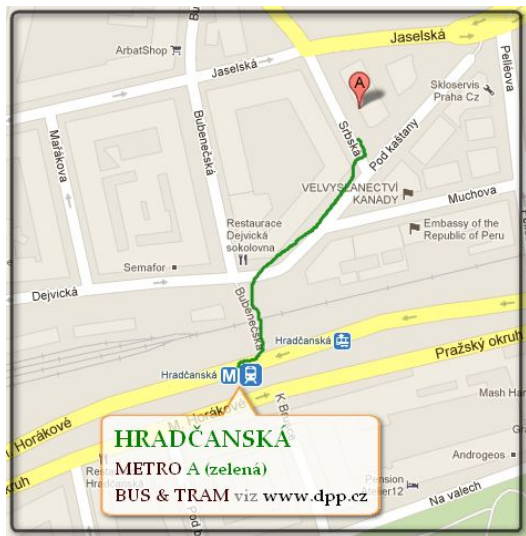 Jaselská
ArbatShop
Jaselská
Pelléova
A
Skloservis
Praha Cz
Srbská
Pod kaštany
Bubenečská
Mařákova
VELVYSLANECTVÍ
KANADY
Muchova
Restaurace
Dejvická
sokolovna
Embassy of the
Republic of Peru
Semafor
Dejvická
Bubenečská
Hradčanská
Pražský okruh
Hradčanská
M
M. Horákové
Mash Har
HRADČANSKÁ
METRO A (zelená)
BUS & TRAM viz www.dpp.cz
Androgeos
Pension
Na valech